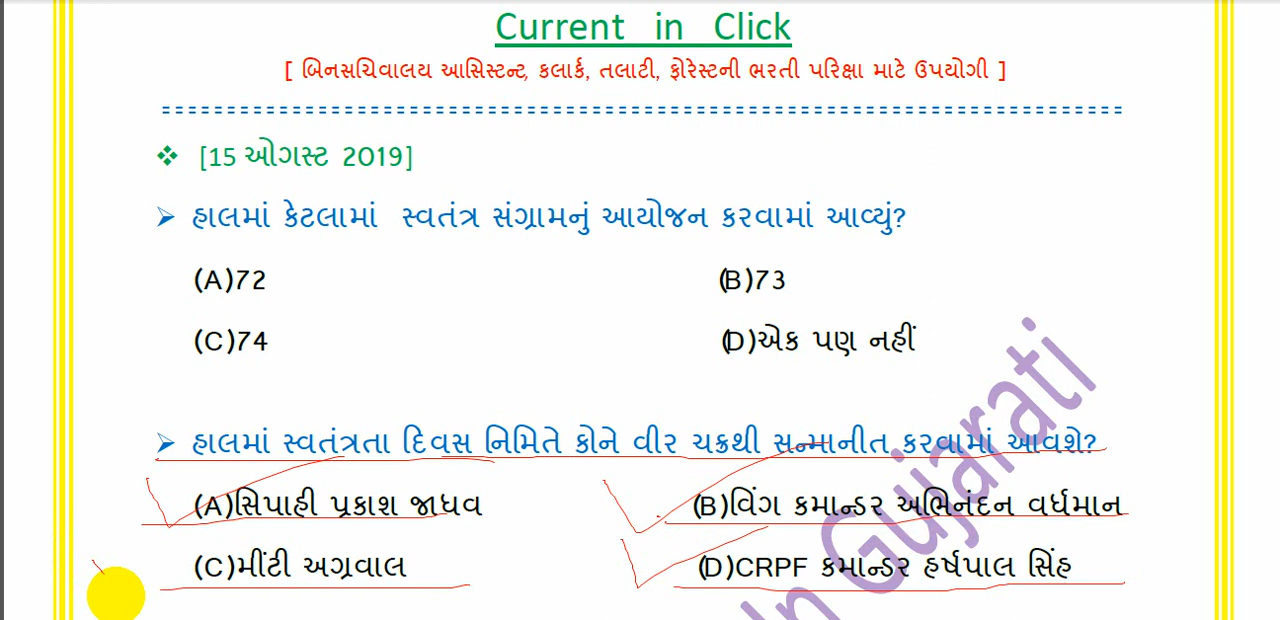 Current in Click
[ બિનસચિવાલય આસિસ્ટન્ટ, કલાર્ક, તલાટી, ફોરેસ્ટની ભરતી પરિક્ષા માટે ઉપયોગી ]
❖ [15 ઓગસ્ટ 2019]
➢ હાલમાં કેટલામાં સ્વતંત્ર સંગ્રામનું આયોજન કરવામાં આવ્યું?
(A)72 (B)73
(C)74 (D)એક પણ નહીં
➢ હાલમાં સ્વતંત્રતા દિવસ નિમિતે કોને વીર ચક્રથી સન્માનીત કરવામાં આવશે?
(A)સિપાહી પ્રકાશ જાધવ (B)વિંગ કમાન્ડર અભિનંદન વર્ધમાન
(C)મીંટી અગ્રવાલ (D)CRPF કમાન્ડર હર્ષપાલ સિંહ
In Gujarati